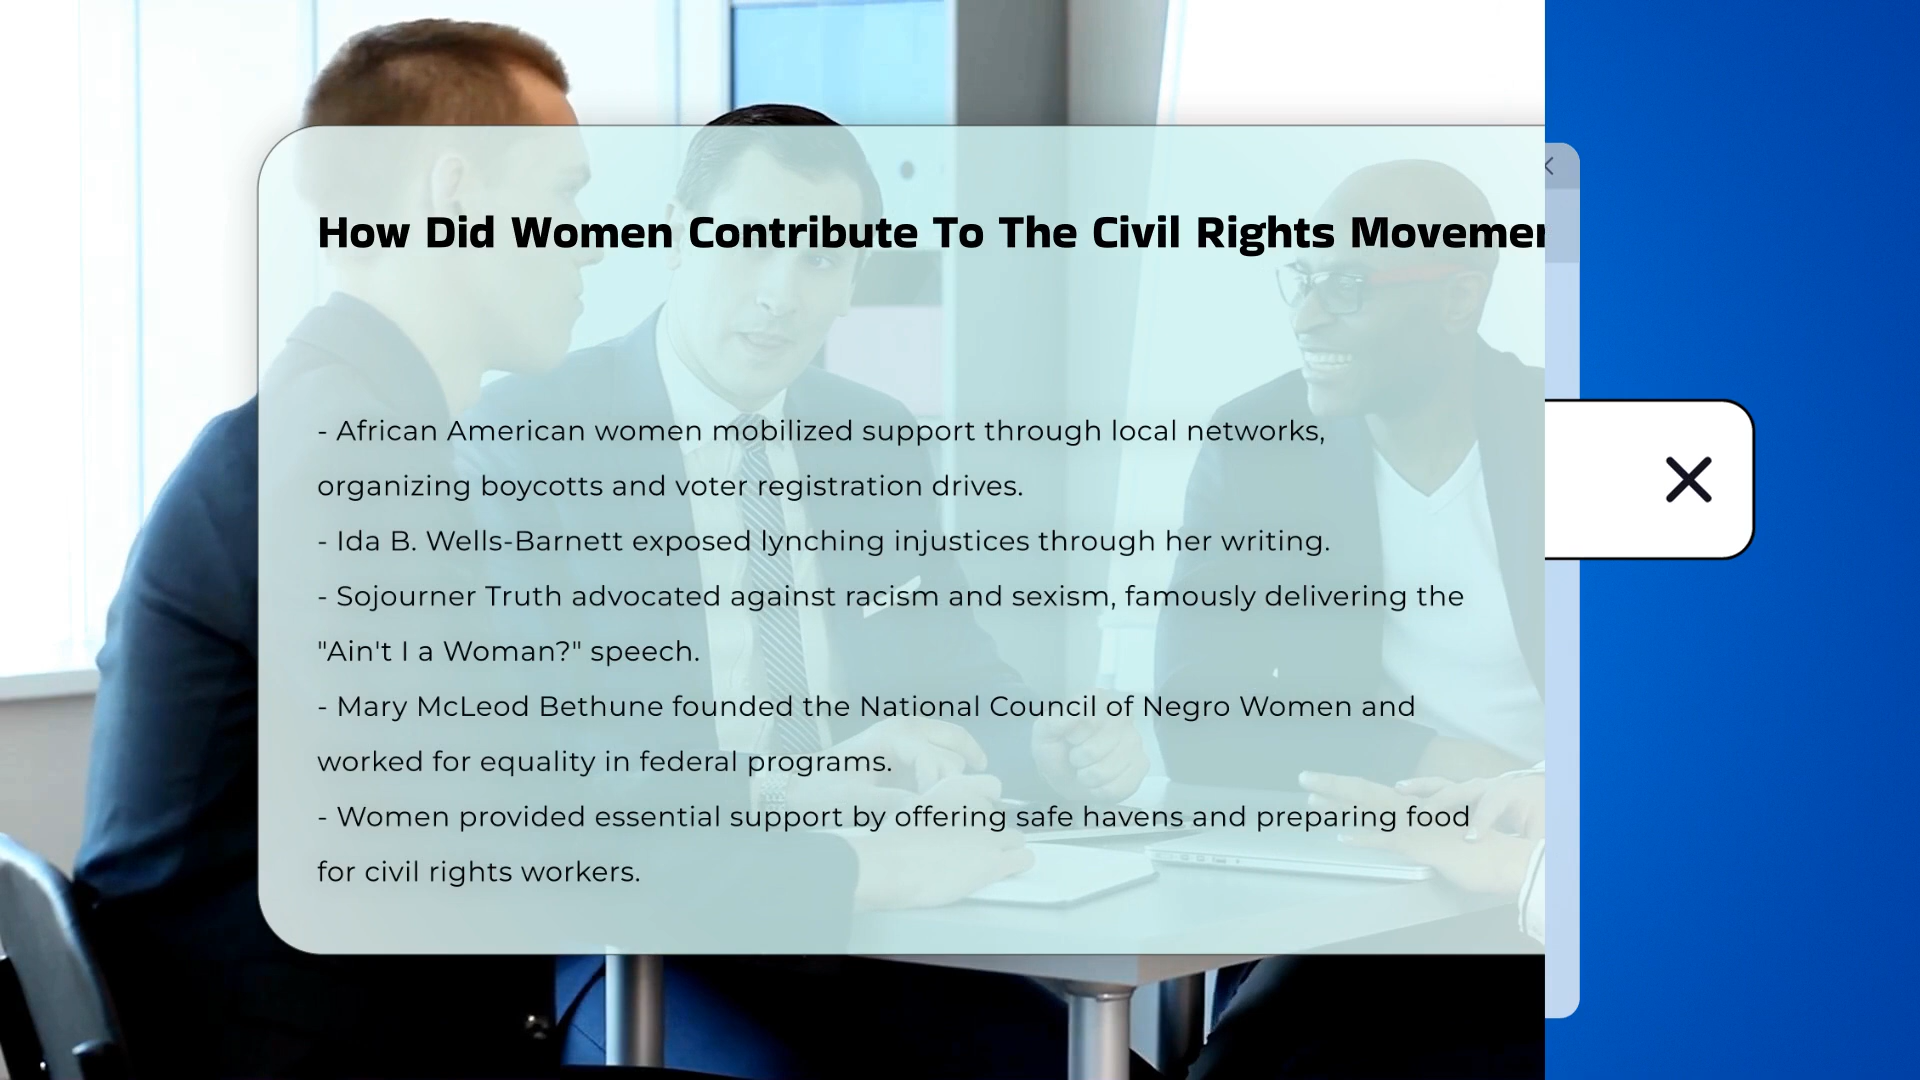 How Did Women Contribute To The Civil Rights Movemen
- African American women mobilized support through local networks,
organizing boycotts and voter registration drives.
- Ida B. Wells-Barnett exposed lynching injustices through her writing.
- Sojourner Truth advocated against racism and sexism, famously delivering the
"Ain't I a Woman?" speech.
- Mary McLeod Bethune founded the National Council of Negro Women and
worked for equality in federal programs.
- Women provided essential support by offering safe havens and preparing food
for civil rights workers.